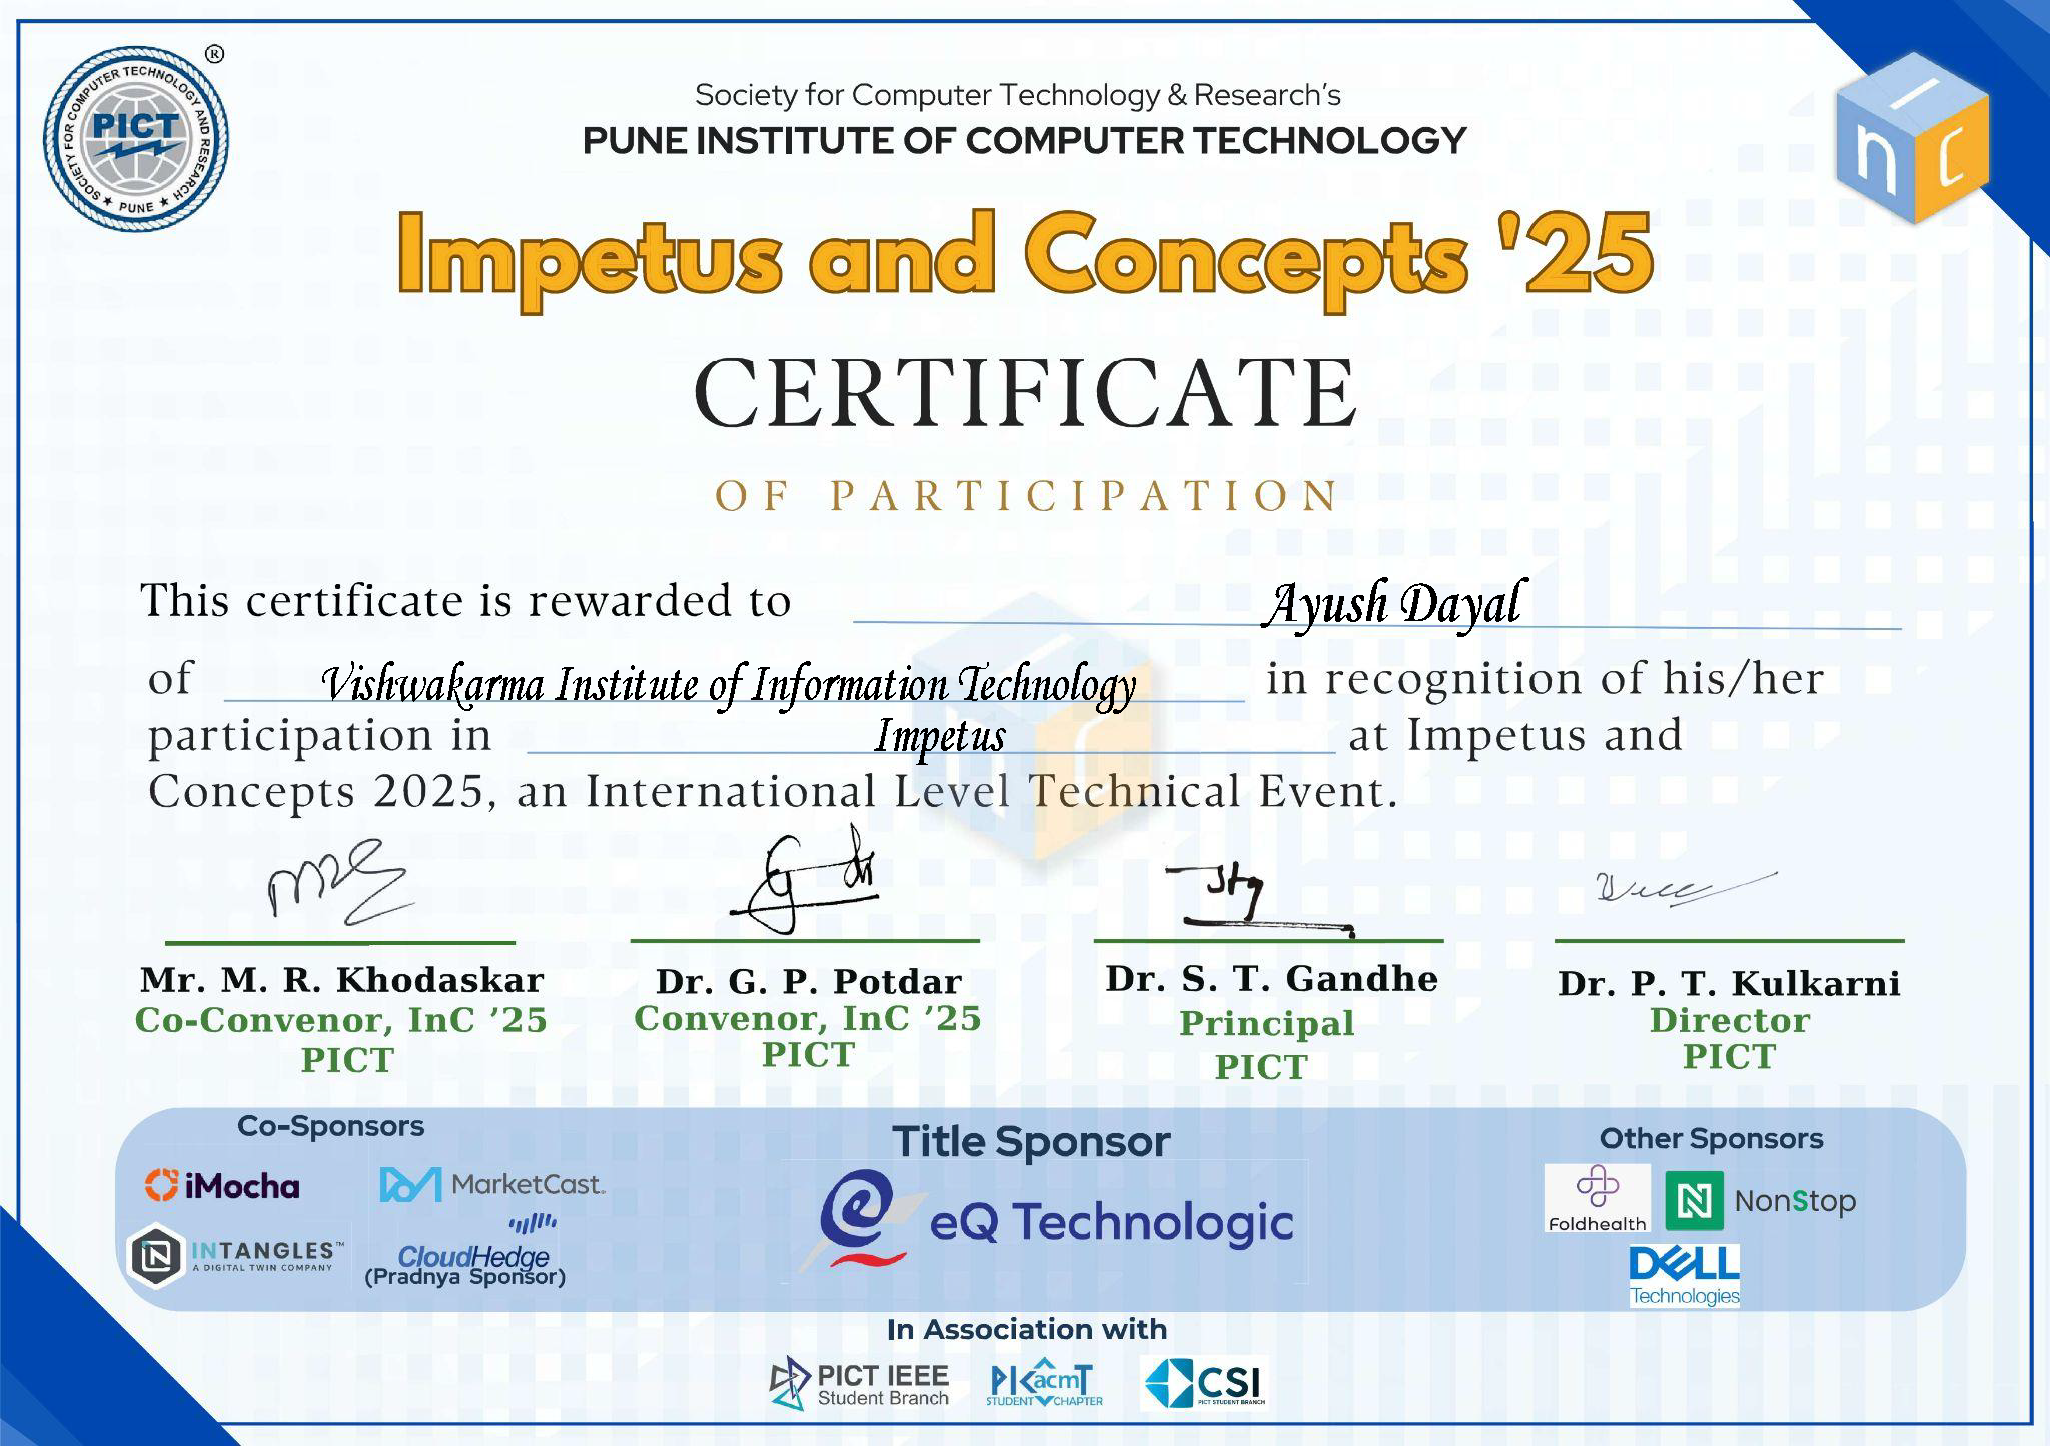 SOCIETY FOR COMPUTER TECHNOLOGY AND RESEARCH
PICT
★ PUNE ★
®
Society for Computer Technology & Research's
PUNE INSTITUTE OF COMPUTER TECHNOLOGY
I n C
Impetus and Concepts '25
CERTIFICATE
OF PARTICIPATION
This certificate is rewarded to Ayush Dayal
of Vishwakarma Institute of Information Technology in recognition of his/her
participation in Impetus at Impetus and
Concepts 2025, an International Level Technical Event.
Mr. M. R. Khodaskar
Co-Convenor, InC ’25
PICT
Dr. G. P. Potdar
Convenor, InC ’25
PICT
Dr. S. T. Gandhe
Principal
PICT
Dr. P. T. Kulkarni
Director
PICT
Co-Sponsors
iMocha
MarketCast.
INTANGLES™
A DIGITAL TWIN COMPANY
CloudHedge
(Pradnya Sponsor)
Title Sponsor
eQ Technologic
Other Sponsors
Foldhealth
N NonStop
DELL
Technologies
In Association with
PICT IEEE
Student Branch
PICT acm
STUDENT CHAPTER
CSI
PICT STUDENT BRANCH